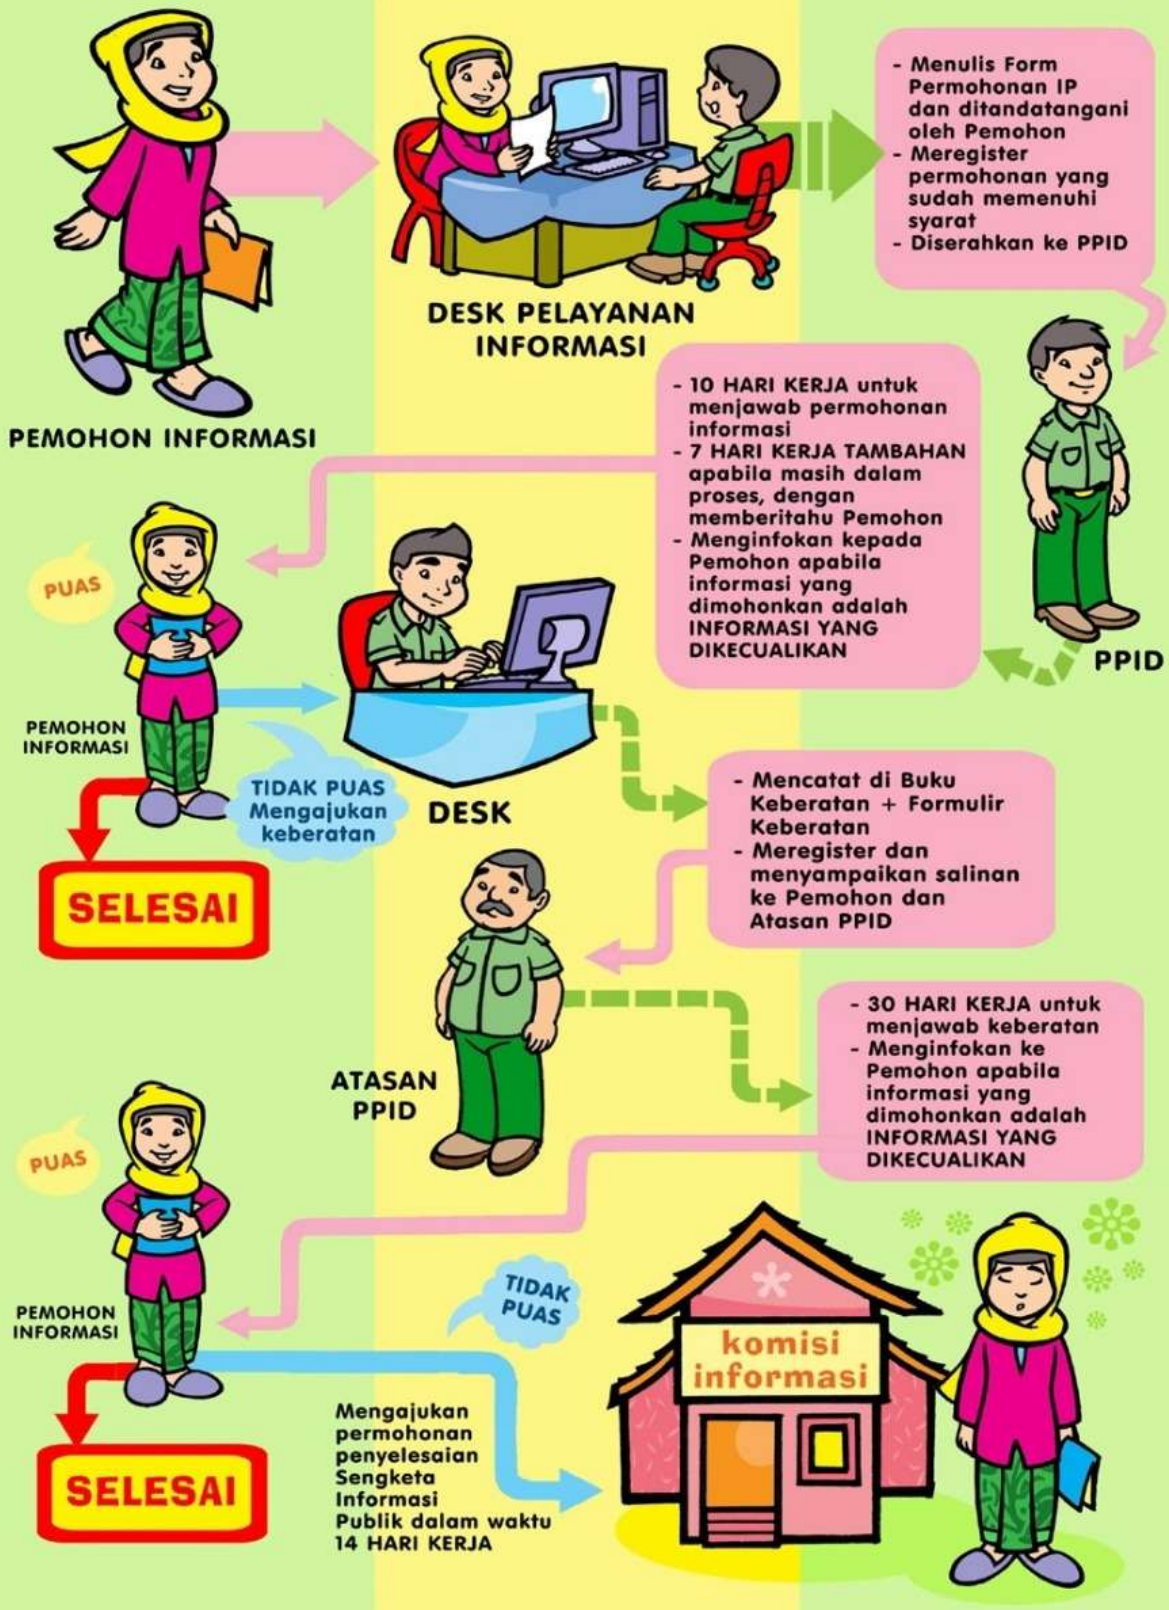 - Menulis Form
Permohonan IP
dan ditandatangani
oleh Pemohon
- Meregister
permohonan yang
sudah memenuhi
syarat
- Diserahkan ke PPID
DESK PELAYANAN
INFORMASI
PEMOHON INFORMASI
- 10 HARI KERJA untuk
menjawab permohonan
informasi
- 7 HARI KERJA TAMBAHAN
apabila masih dalam
proses, dengan
memberitahu Pemohon
- Menginfokan kepada
Pemohon apabila
informasi yang
dimohonkan adalah
INFORMASI YANG
DIKECUALIKAN
PPID
PUAS
PEMOHON
INFORMASI
TIDAK PUAS
Mengajukan
keberatan
DESK
SELESAI
- Mencatat di Buku
Keberatan + Formulir
Keberatan
- Meregister dan
menyampaikan salinan
ke Pemohon dan
Atasan PPID
ATASAN
PPID
- 30 HARI KERJA untuk
menjawab keberatan
- Menginfokan ke
Pemohon apabila
informasi yang
dimohonkan adalah
INFORMASI YANG
DIKECUALIKAN
PUAS
PEMOHON
INFORMASI
TIDAK
PUAS
SELESAI
Mengajukan
permohonan
penyelesaian
Sengketa
Informasi
Publik dalam waktu
14 HARI KERJA
komisi
informasi